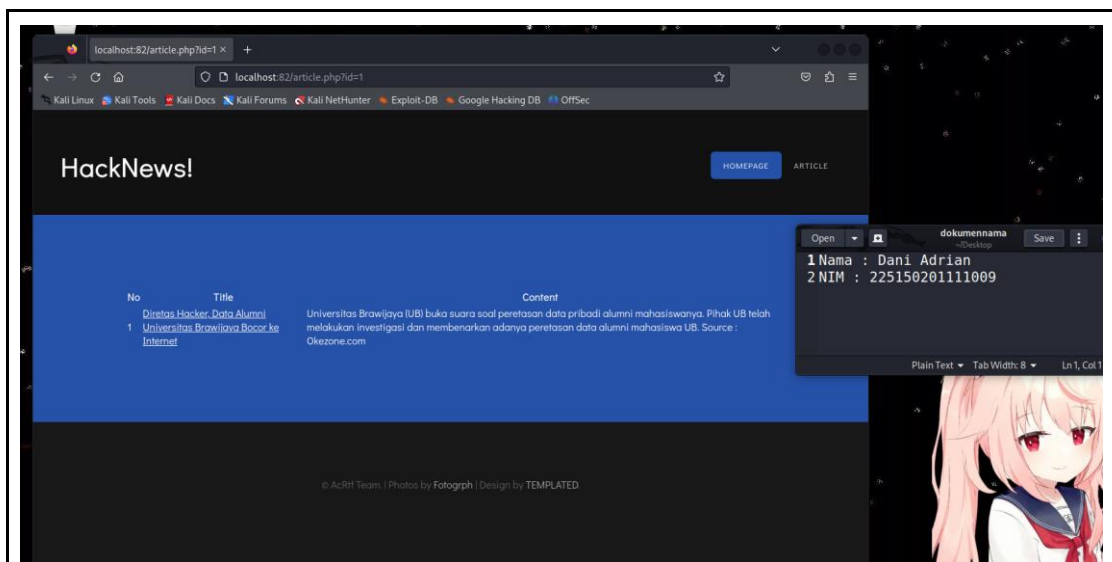 localhost:82/article.php?id=1
localhost:82/article.php?id=1
Kali Linux Kali Tools Kali Docs Kali Forums Kali NetHunter Exploit-DB Google Hacking DB OffSec
HackNews!
HOMEPAGE ARTICLE
No Title Content
1 Diretas Hacker, Data Alumni
Universitas Brawijaya Bocor ke
Internet
Universitas Brawijaya (UB) buka suara soal peretasan data pribadi alumni mahasiswanya. Pihak UB telah
melakukan investigasi dan membenarkan adanya peretasan data alumni mahasiswa UB. Source :
Okezone.com
© AcRtf Team. | Photos by Fotogrph | Design by TEMPLATED.
Open dokumennama Save
~/Desktop
1 Nama : Dani Adrian
2 NIM : 225150201111009
Plain Text Tab Width: 8 Ln 1, Col 1